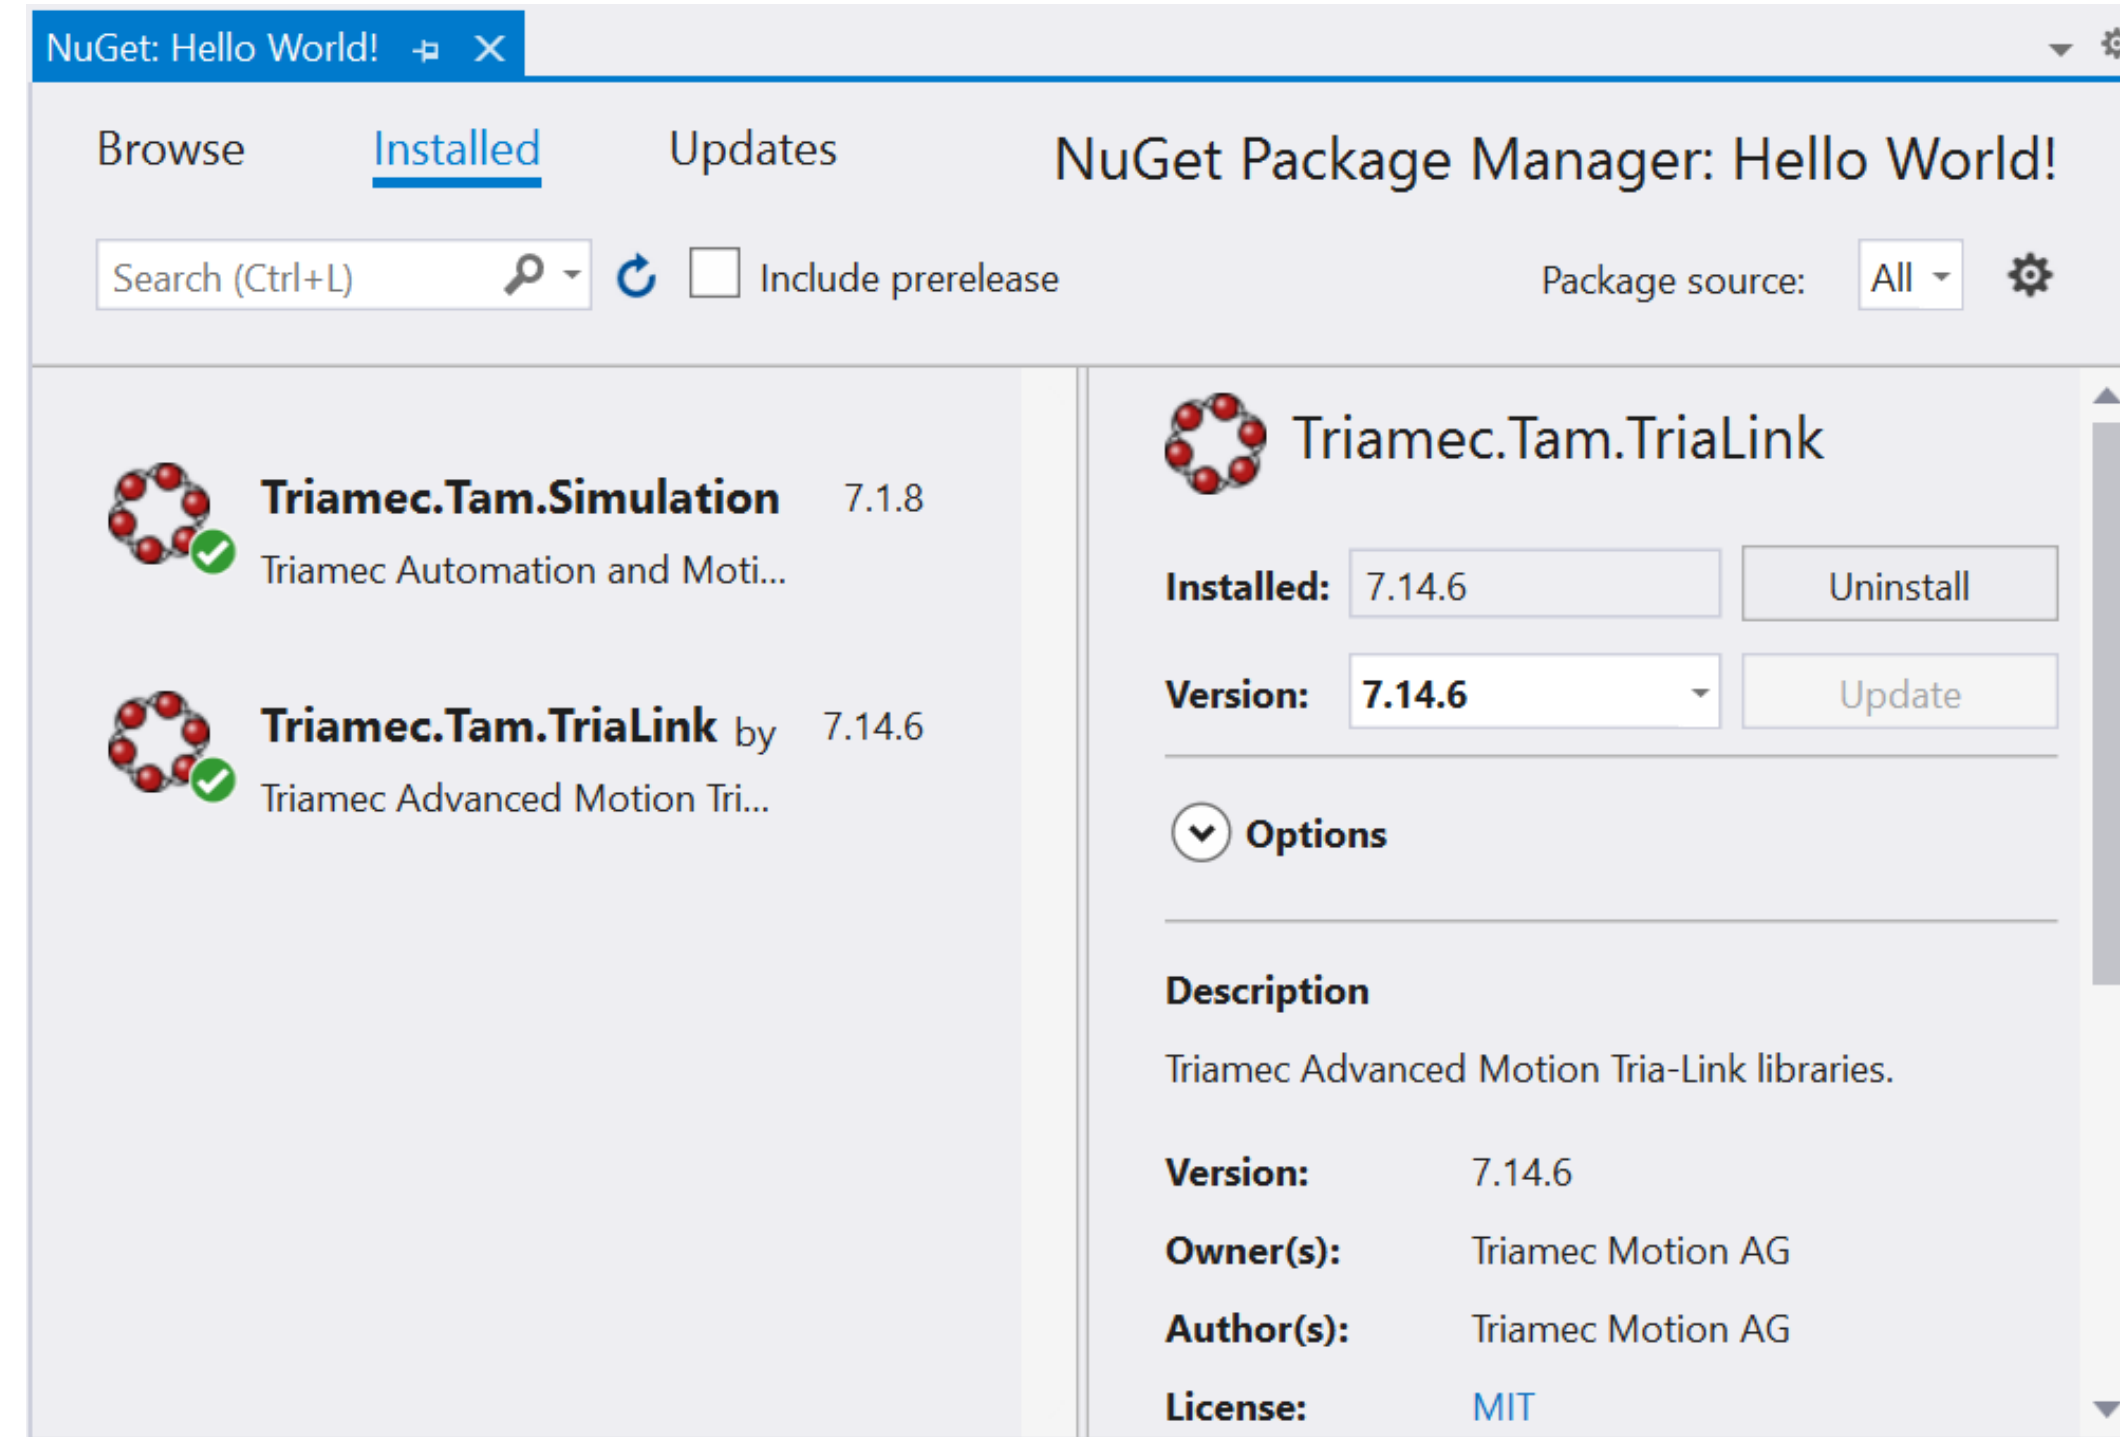 NuGet: Hello World!
Browse Installed Updates NuGet Package Manager: Hello World!
Search (Ctrl+L) Include prerelease Package source: All
Triamec.Tam.Simulation 7.1.8
Triamec Automation and Moti...
Triamec.Tam.TriaLink by 7.14.6
Triamec Advanced Motion Tri...
Triamec.Tam.TriaLink
Installed: 7.14.6 Uninstall
Version: 7.14.6 Update
Options
Description
Triamec Advanced Motion Tria-Link libraries.
Version: 7.14.6
Owner(s): Triamec Motion AG
Author(s): Triamec Motion AG
License: MIT